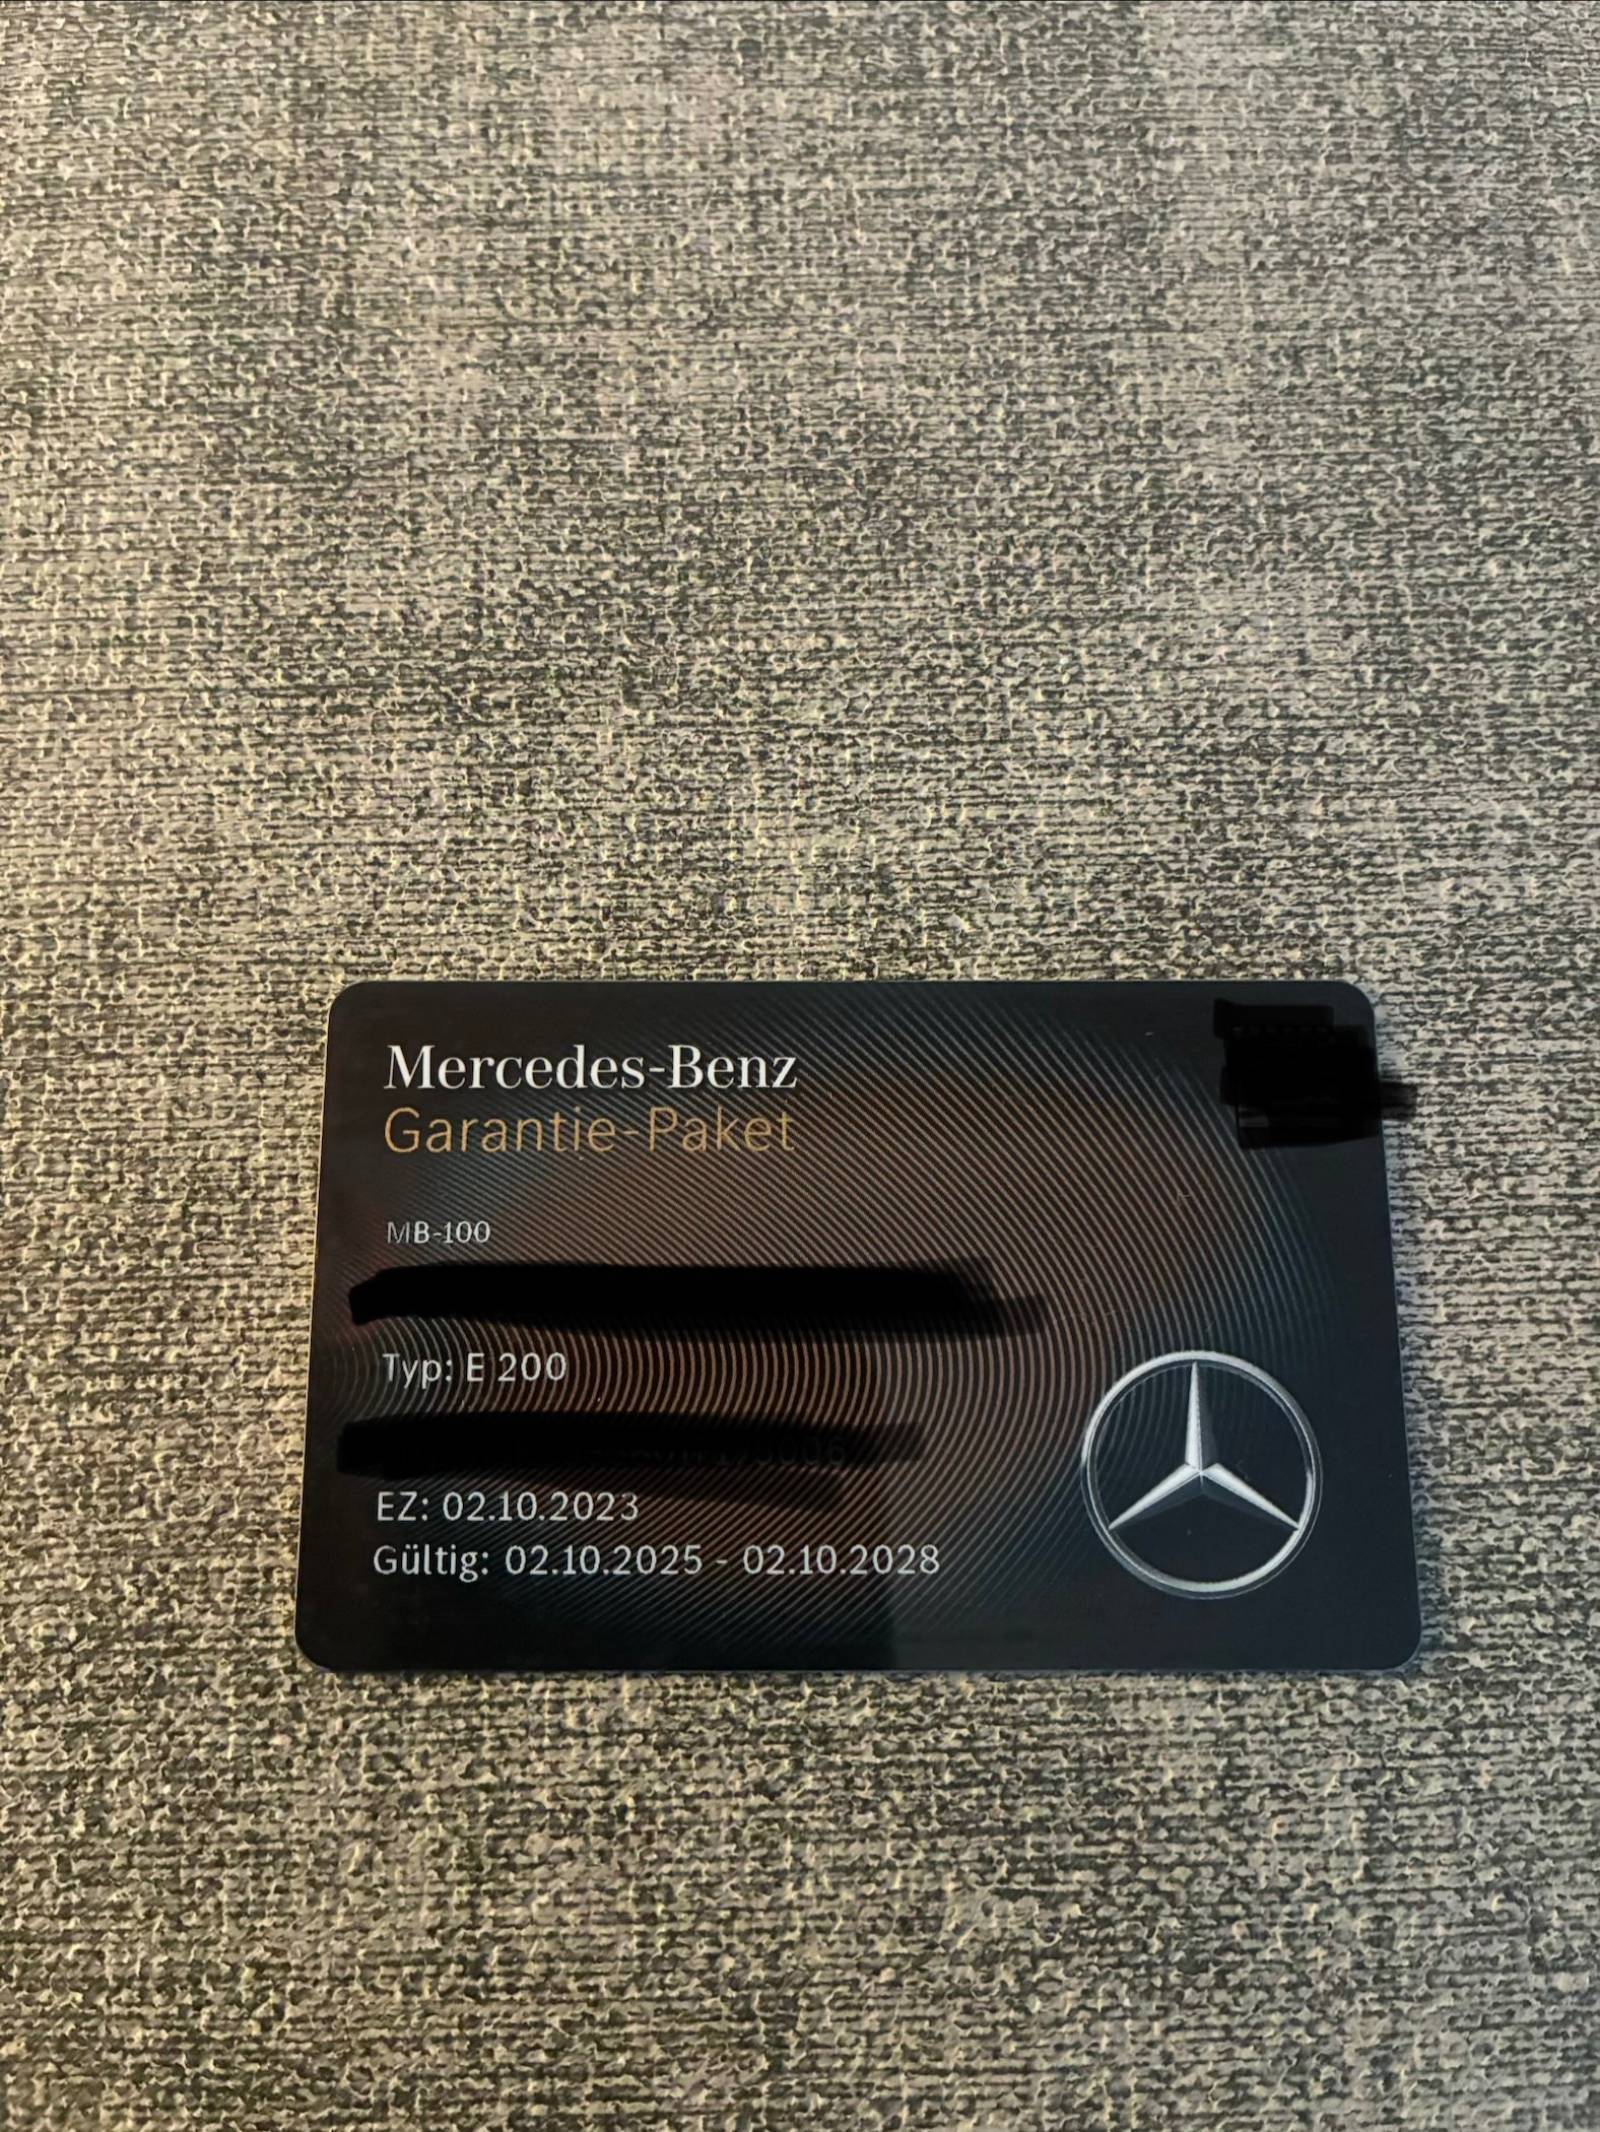 Mercedes-Benz
Garantie-Paket
MB-100
Typ: E 200
EZ: 02.10.2023
Gültig: 02.10.2025 - 02.10.2028